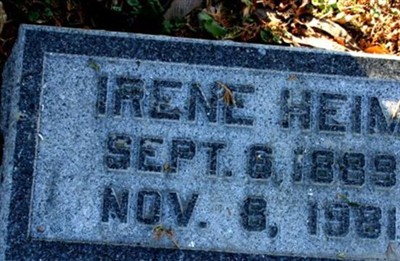 IRENE HEIM
SEPT. 6, 1889
NOV. 8, 1981